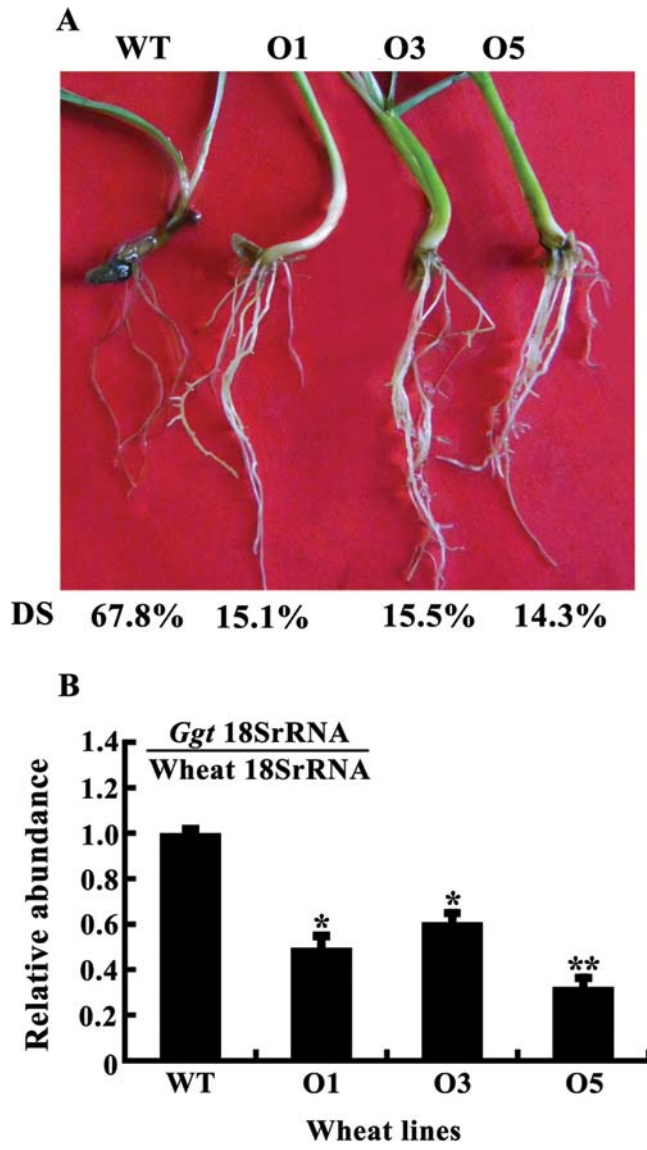 A
WT O1 O3 O5
DS 67.8% 15.1% 15.5% 14.3%
B
Relative abundance
1.4
1.2
1.0
0.8
0.6
0.4
0.2
0
Ggt 18SrRNA
Wheat 18SrRNA
* * **
WT O1 O3 O5
Wheat lines